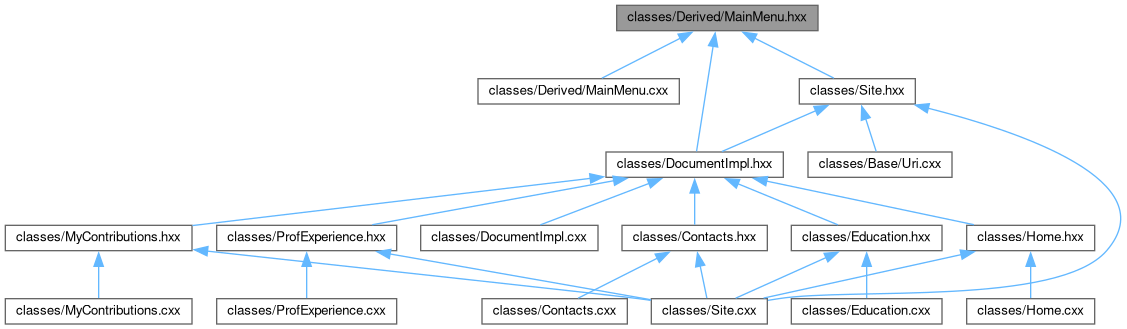 classes/Derived/MainMenu.hxx
classes/Derived/MainMenu.cxx
classes/Site.hxx
classes/DocumentImpl.hxx
classes/Base/Uri.cxx
classes/MyContributions.hxx
classes/ProfExperience.hxx
classes/DocumentImpl.cxx
classes/Contacts.hxx
classes/Education.hxx
classes/Home.hxx
classes/MyContributions.cxx
classes/ProfExperience.cxx
classes/Contacts.cxx
classes/Site.cxx
classes/Education.cxx
classes/Home.cxx